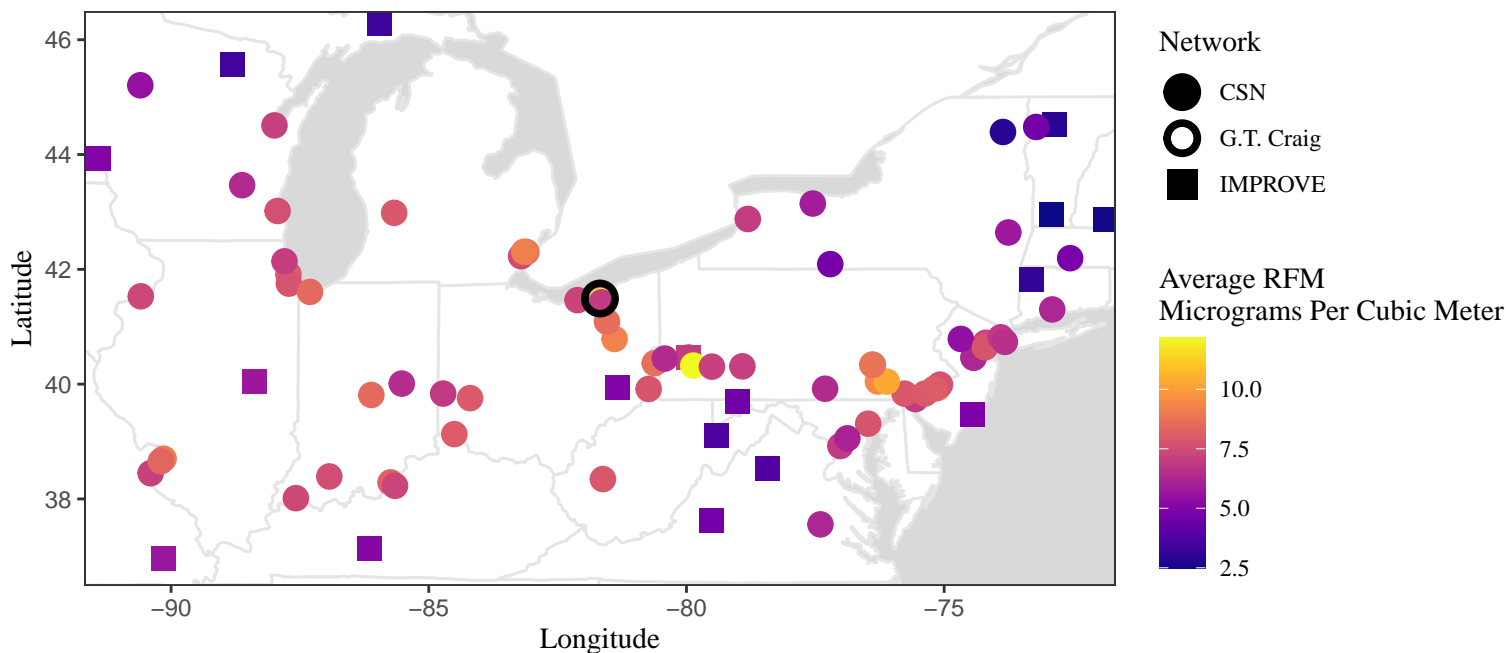 46
44
42
40
38
−90
−85
−80
−75
Longitude
Latitude
Network
CSN
G.T. Craig
IMPROVE
Average RFM
Micrograms Per Cubic Meter
10.0
7.5
5.0
2.5